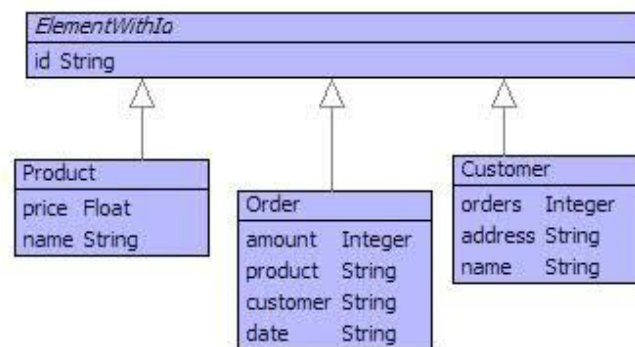 ElementWithId
id String
Product
price Float
name String
Order
amount Integer
product String
customer String
date String
Customer
orders Integer
address String
name String